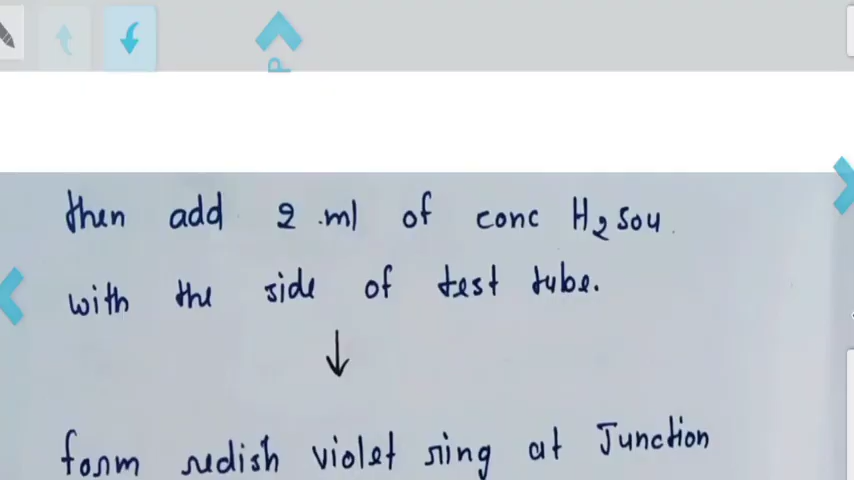 P
then add 2 ml of conc H2SO4
with the side of test tube.
↓
form redish violet ring at Junction